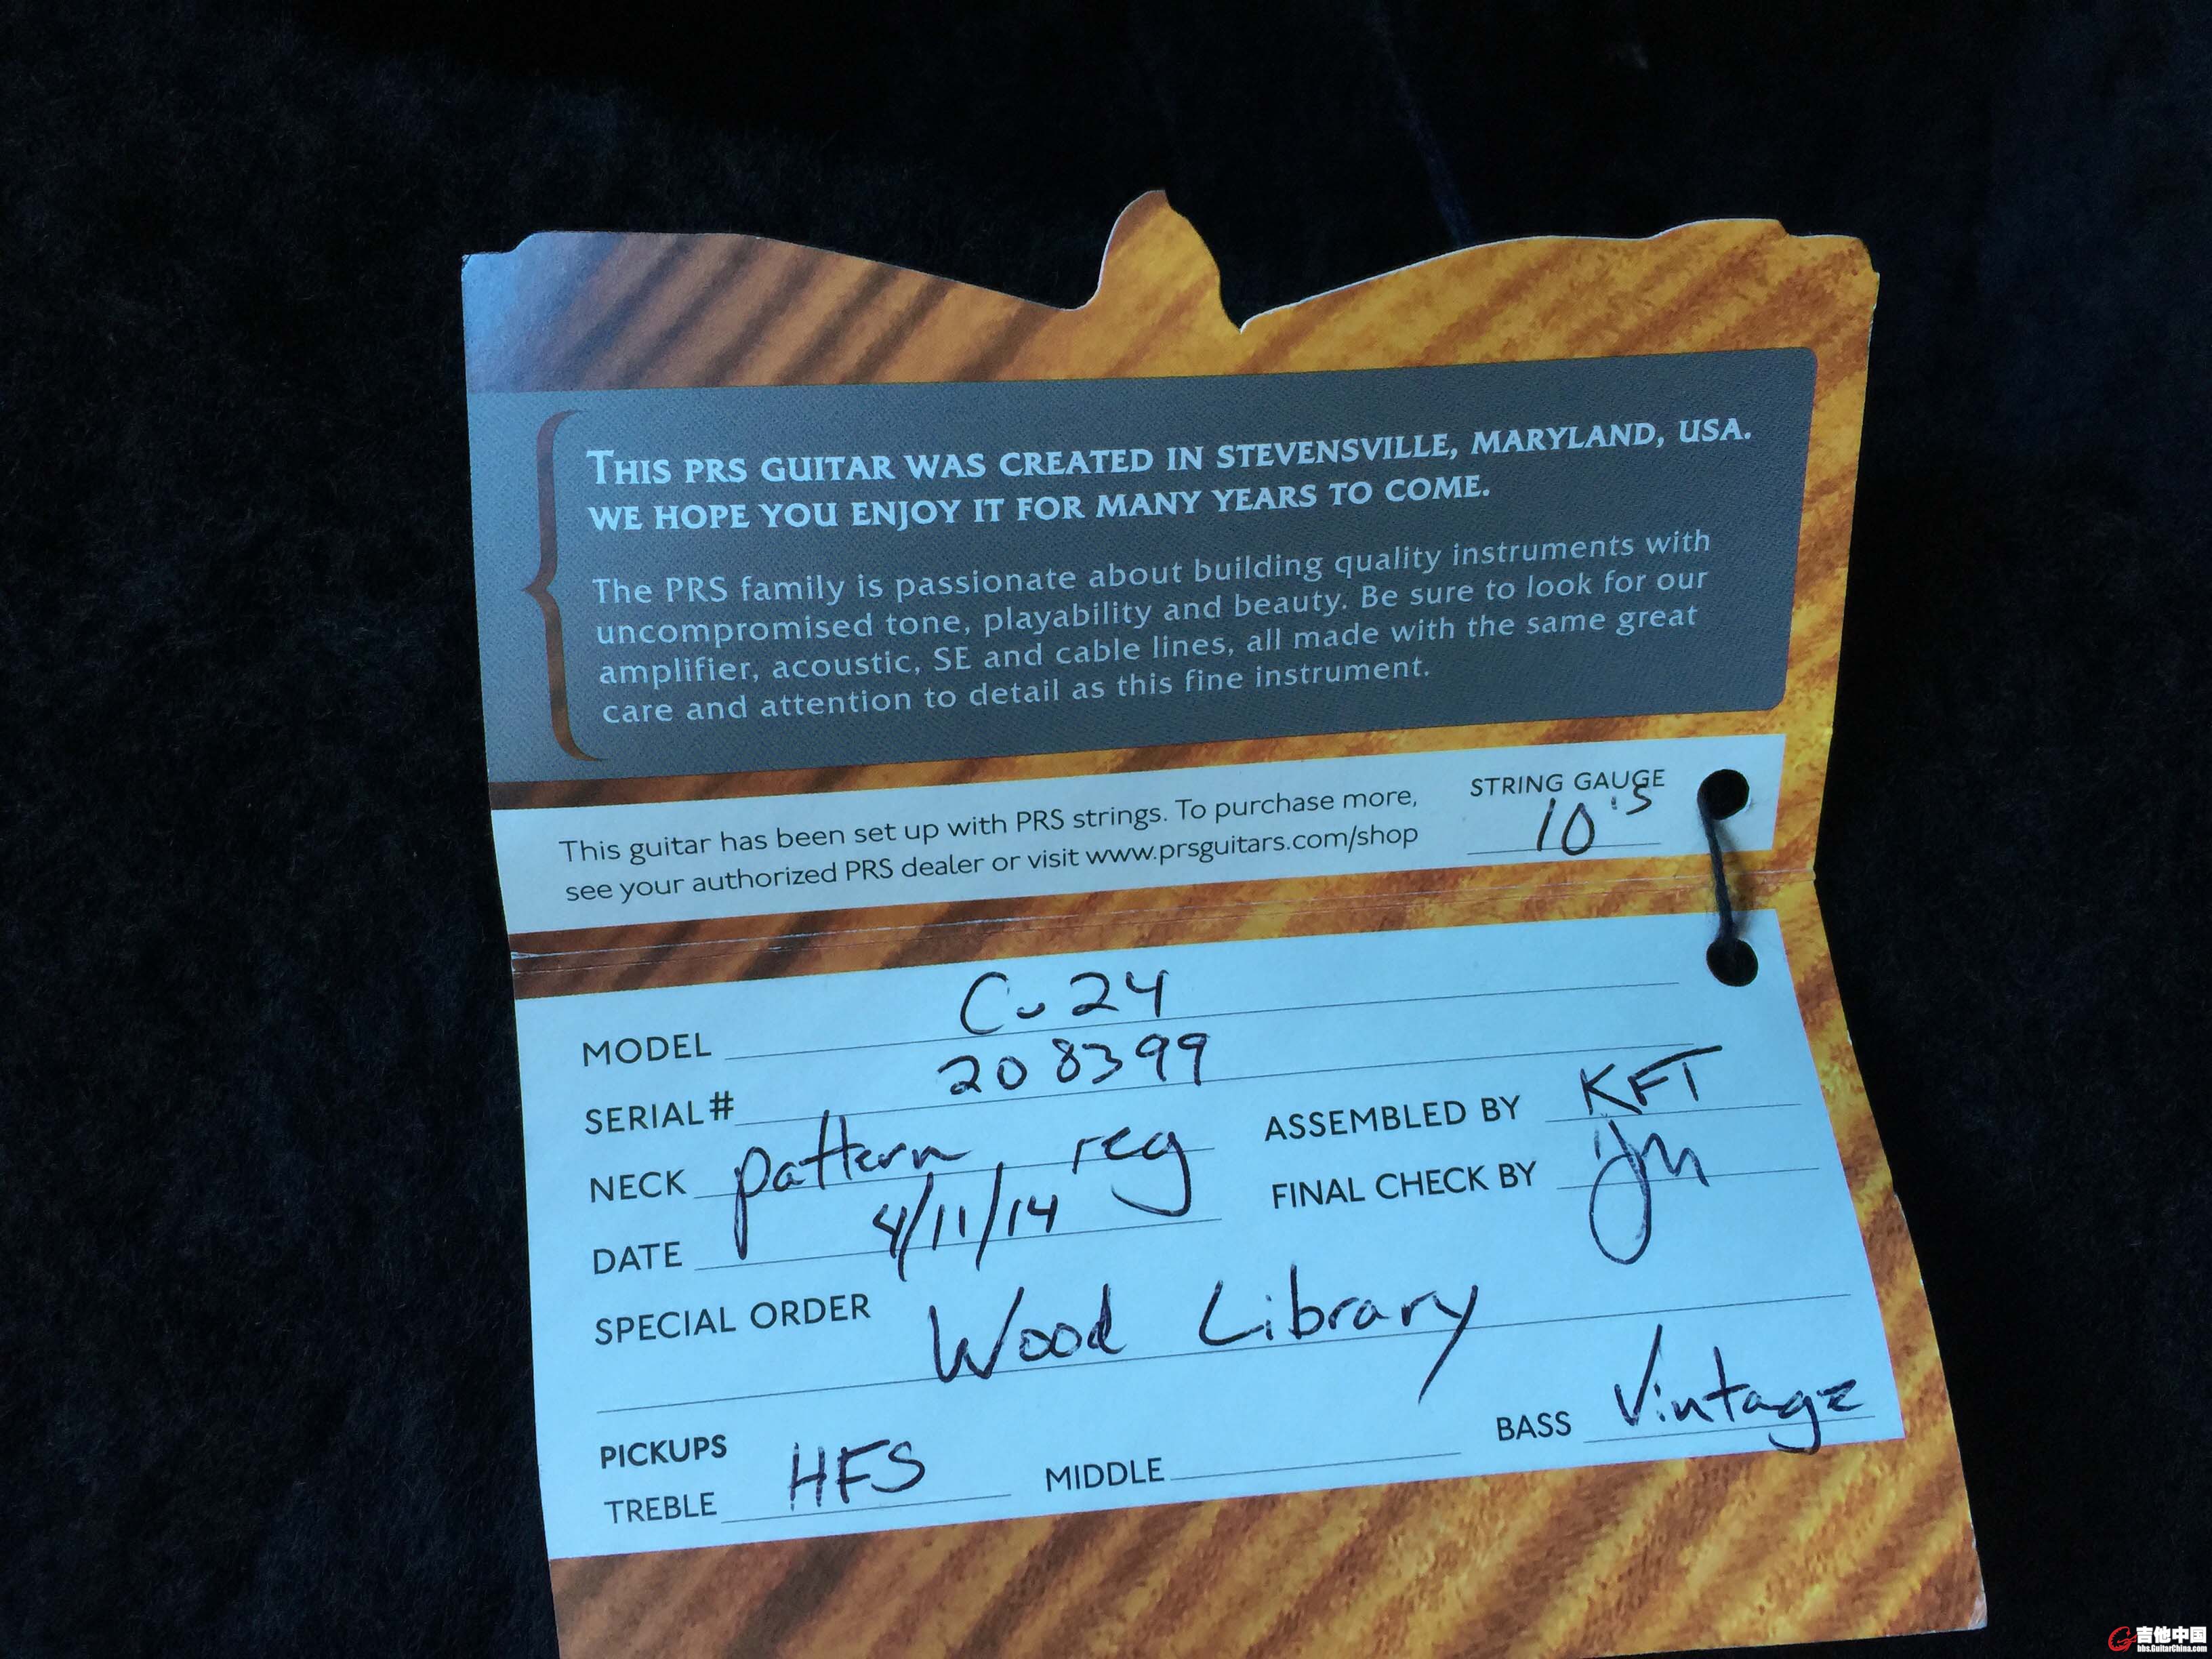 THIS PRS GUITAR WAS CREATED IN STEVENSVILLE, MARYLAND, USA.
WE HOPE YOU ENJOY IT FOR MANY YEARS TO COME.
The PRS family is passionate about building quality instruments with
uncompromised tone, playability and beauty. Be sure to look for our
amplifier, acoustic, SE and cable lines, all made with the same great
care and attention to detail as this fine instrument.
This guitar has been set up with PRS strings. To purchase more,
see your authorized PRS dealer or visit www.prsguitars.com/shop
STRING GAUGE
10's
MODEL Cu 24
SERIAL# 208399
NECK pattern, reg
ASSEMBLED BY KFT
DATE 4/11/14
FINAL CHECK BY
SPECIAL ORDER Wood Library
PICKUPS
TREBLE HFS
MIDDLE
BASS Vintage
吉他中国
bbs.GuitarChina.com